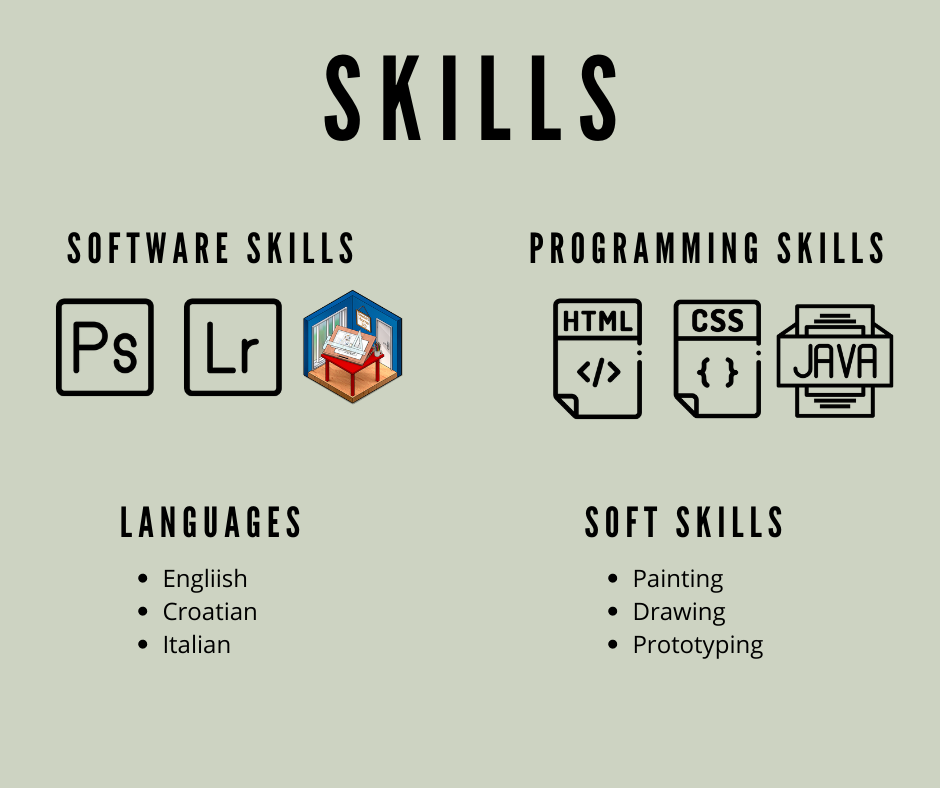 SKILLS
SOFTWARE SKILLS
Ps
Lr
PROGRAMMING SKILLS
HTML
</>
CSS
{ }
JAVA
LANGUAGES
• Engliish
• Croatian
• Italian
SOFT SKILLS
• Painting
• Drawing
• Prototyping